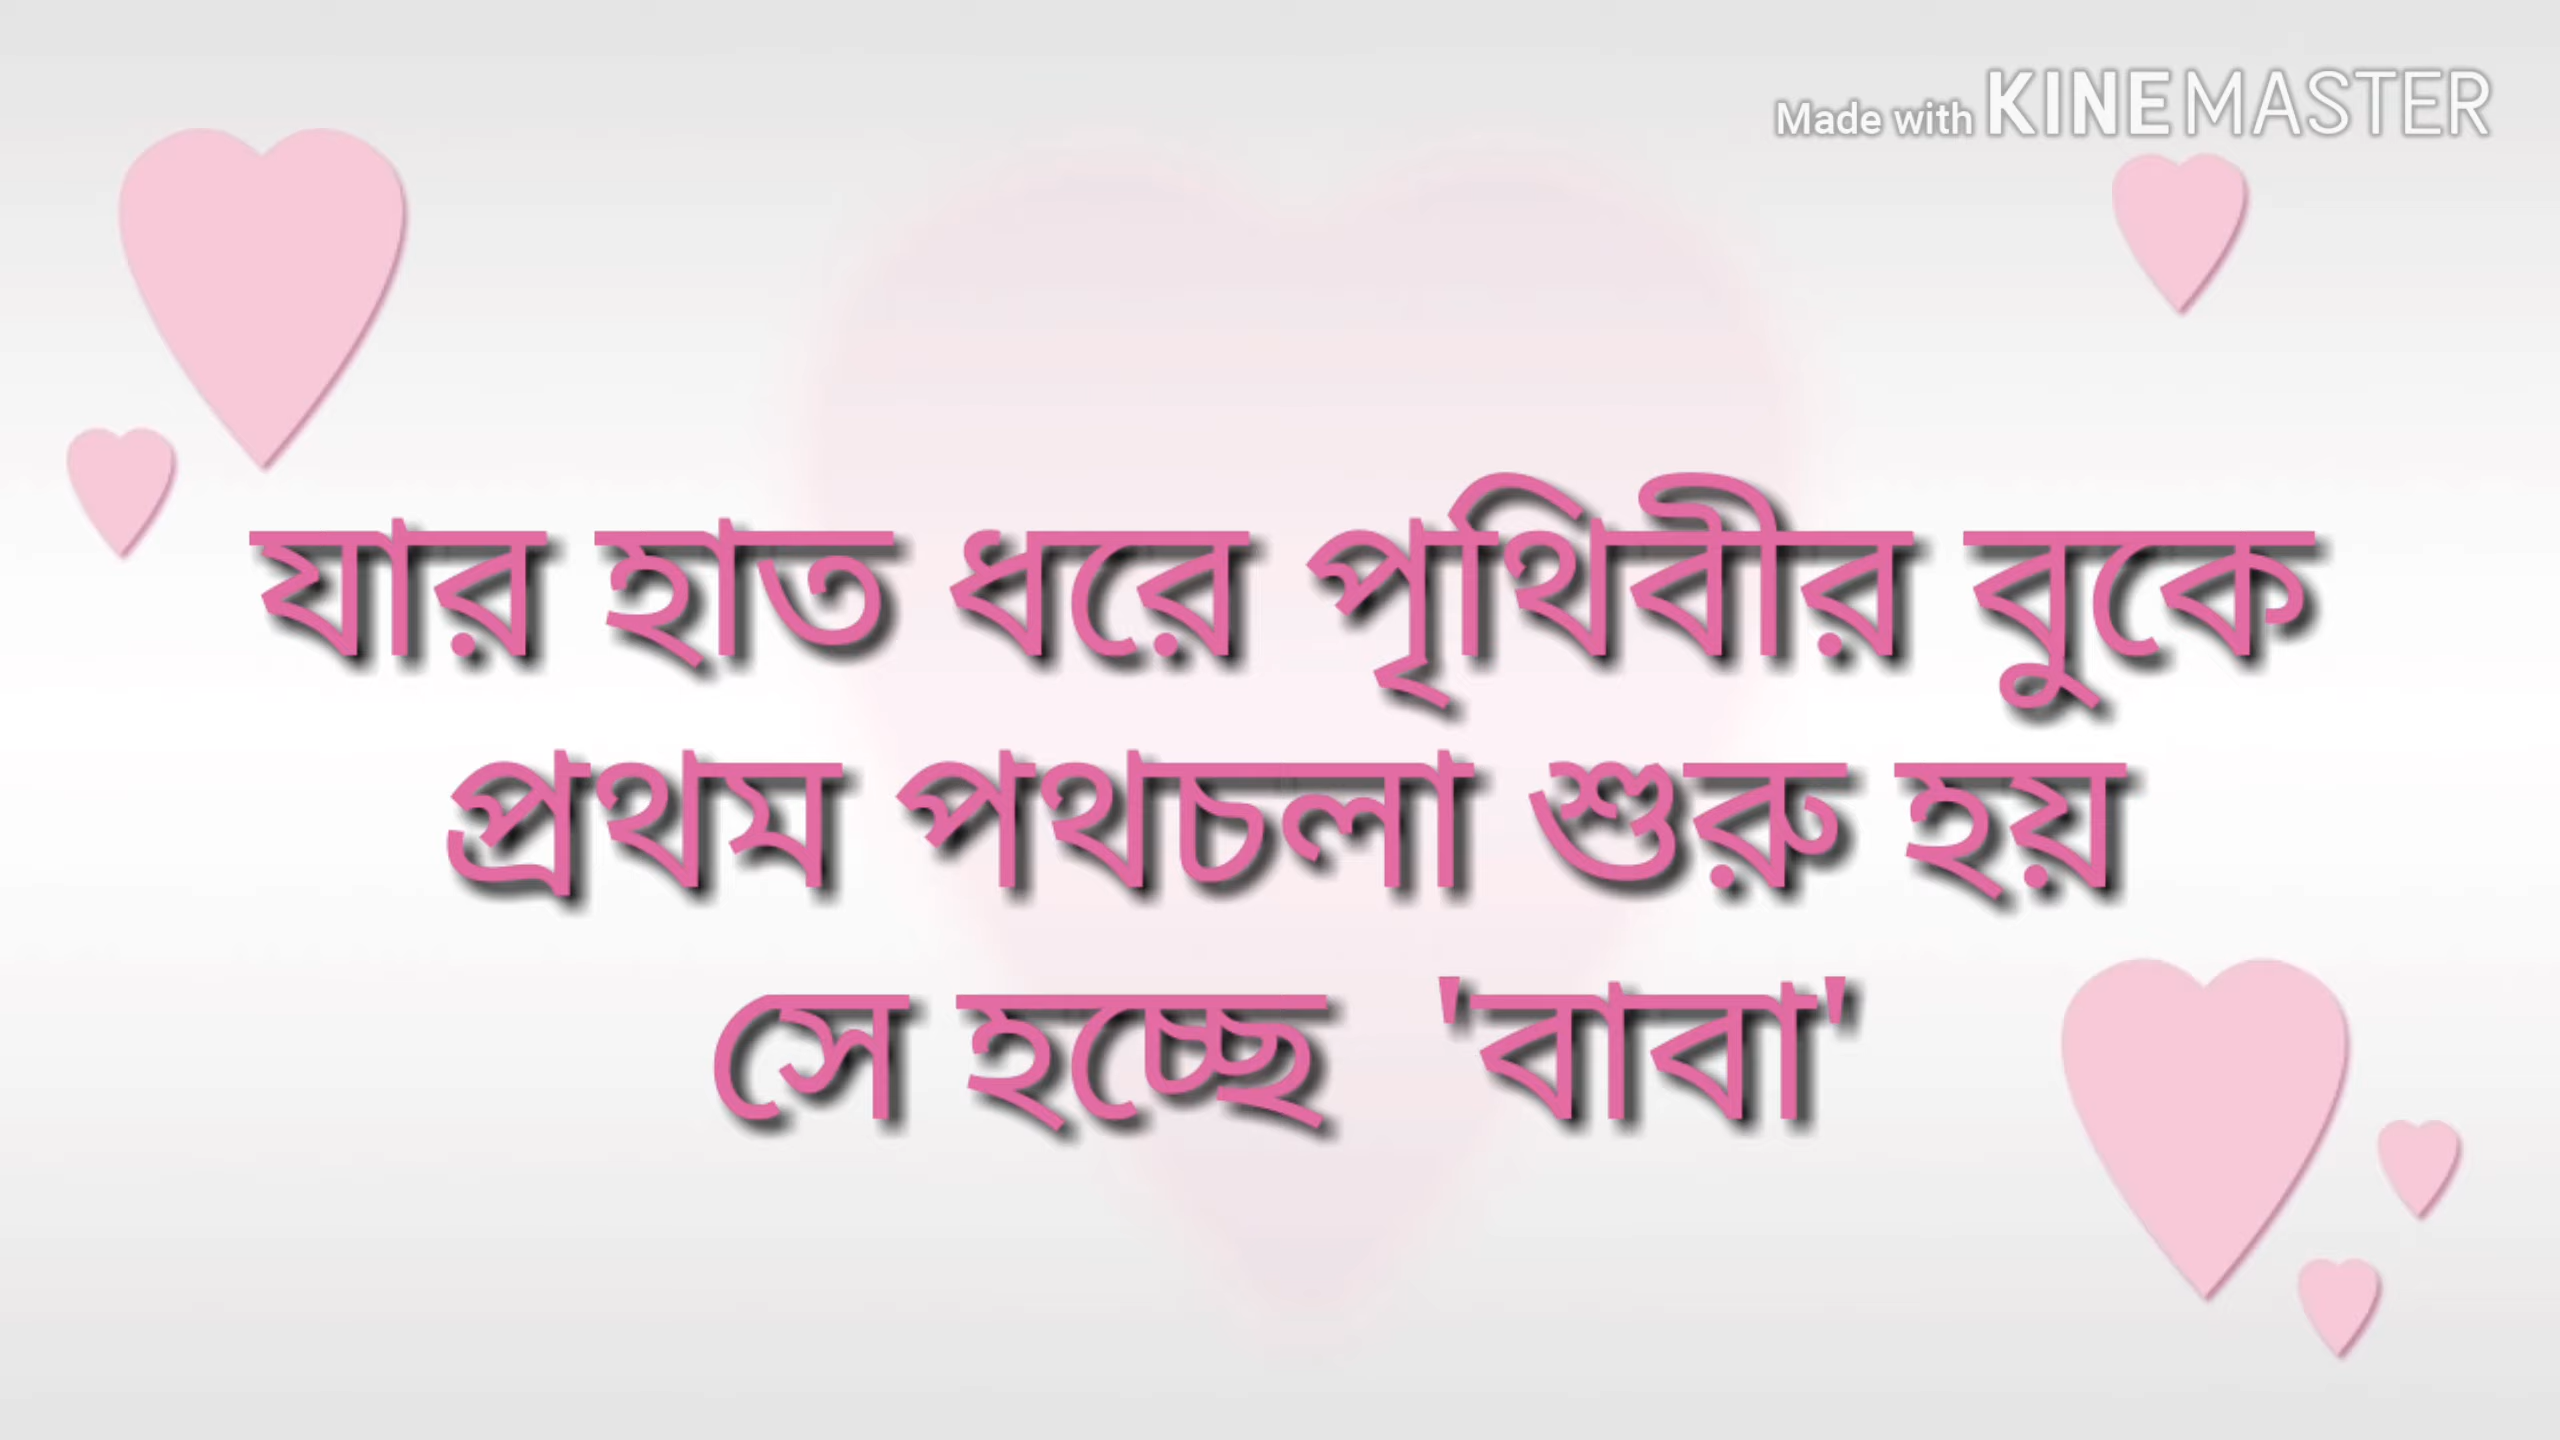 Made with KINEMASTER
যার হাত ধরে পৃথিবীর বুকে
প্রথম পথচলা শুরু হয়
সে হচ্ছে 'বাবা'